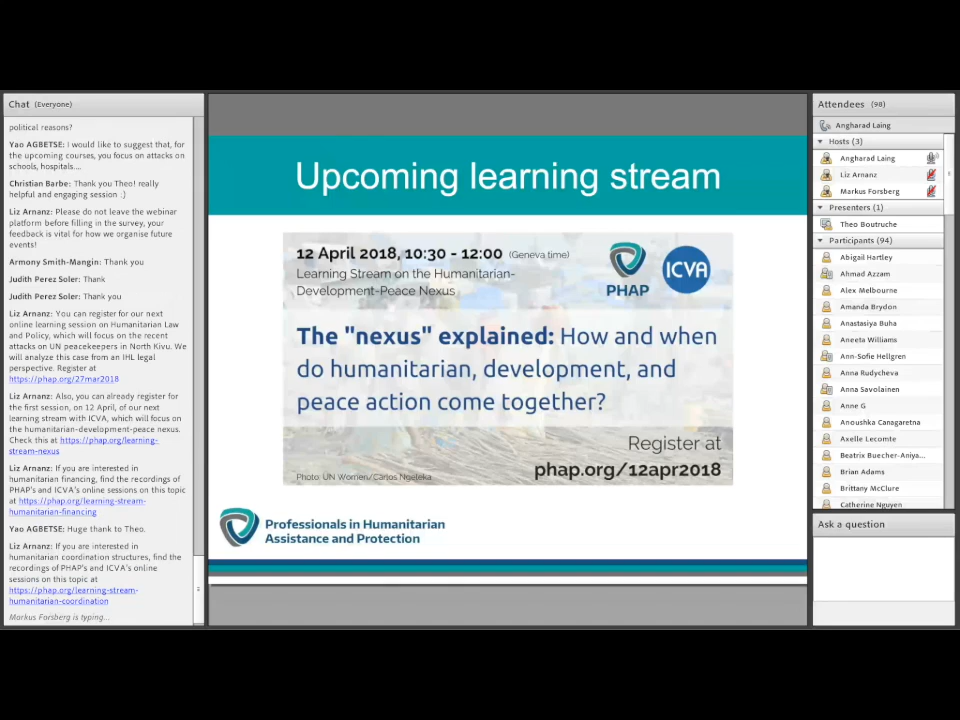 Chat (Everyone)
political reasons?
Yao AGBETSE: I would like to suggest that, for
the upcoming courses, you focus on attacks on
schools, hospitals....
Christian Barbe: Thank you Theo! really
helpful and engaging session :)
Liz Arnanz: Please do not leave the webinar
platform before filling in the survey, your
feedback is vital for how we organise future
events!
Armony Smith-Mangin: Thank you
Judith Perez Soler: Thank
Judith Perez Soler: Thank you
Liz Arnanz: You can register for our next
online learning session on Humanitarian Law
and Policy, which will focus on the recent
attacks on UN peacekeepers in North Kivu. We
will analyze this case from an IHL legal
perspective. Register at
https://phap.org/27mar2018
Liz Arnanz: Also, you can already register for
the first session, on 12 April, of our next
learning stream with ICVA, which will focus on
the humanitarian-development-peace nexus.
Check this at https://phap.org/learning-
stream-nexus
Liz Arnanz: If you are interested in
humanitarian financing, find the recordings of
PHAP's and ICVA's online sessions on this topic
at https://phap.org/learning-stream-
humanitarian-financing
Yao AGBETSE: Huge thank to Theo.
Liz Arnanz: If you are interested in
humanitarian coordination structures, find the
recordings of PHAP's and ICVA's online
sessions on this topic at
https://phap.org/learning-stream-
humanitarian-coordination
Markus Forsberg is typing...
Upcoming learning stream
12 April 2018, 10:30 - 12:00 (Geneva time)
Learning Stream on the Humanitarian-
Development-Peace Nexus
PHAP
ICVA
The "nexus" explained: How and when
do humanitarian, development, and
peace action come together?
Register at
phap.org/12apr2018
Photo: UN Women/Carlos Ngeleka
Professionals in Humanitarian
Assistance and Protection
Attendees (98)
Angharad Laing
Hosts (3)
Angharad Laing
Liz Arnanz
Markus Forsberg
Presenters (1)
Theo Boutruche
Participants (94)
Abigail Hartley
Ahmad Azzam
Alex Melbourne
Amanda Brydon
Anastasiya Buha
Aneeta Williams
Ann-Sofie Hellgren
Anna Rudycheva
Anna Savolainen
Anne G
Anoushka Canagaretna
Axelle Lecomte
Beatrix Buecher-Aniya...
Brian Adams
Brittany McClure
Catherine Nguyen
Ask a question